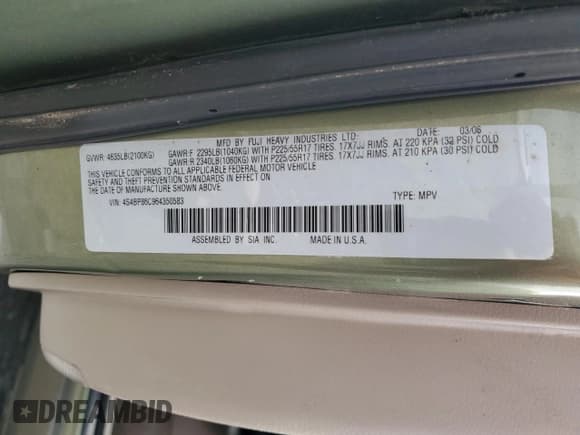 MFD BY FUJI HEAVY INDUSTRIES LTD. DATE: 03/06
GVWR: 4635LB(2100KG) GAWR:F 2295LB(1040KG) WITH P225/55R17 TIRES. 17X7JJ RIMS. AT 220 KPA (32 PSI) COLD
GAWR:R 2340LB(1060KG) WITH P225/55R17 TIRES. 17X7JJ RIMS. AT 210 KPA (30 PSI) COLD
THIS VEHICLE CONFORMS TO ALL APPLICABLE FEDERAL MOTOR VEHICLE
SAFETY AND THEFT PREVENTION STANDARDS IN EFFECT ON
THE DATE OF MANUFACTURE SHOWN ABOVE.
VIN: 4S4BP86C964350583 TYPE: MPV
ASSEMBLED BY SIA INC. MADE IN U.S.A.
DREAMBID